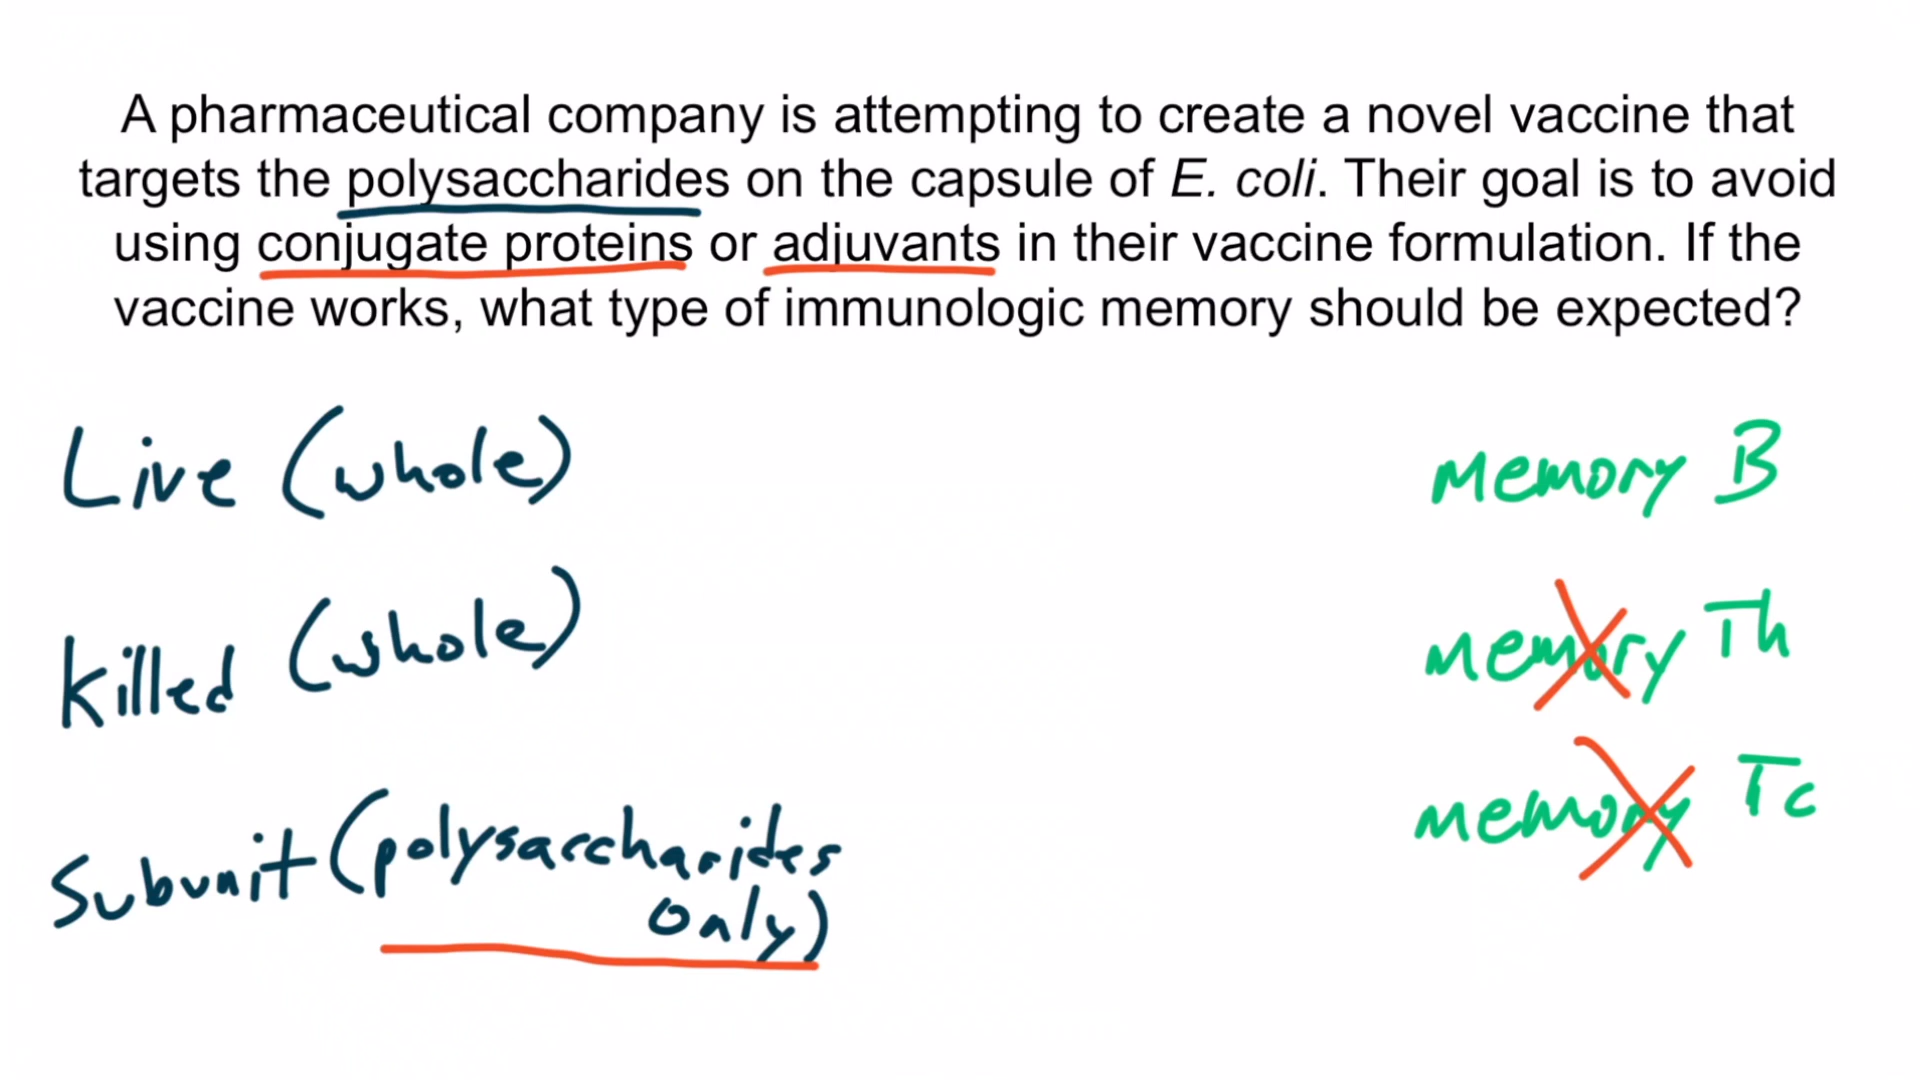 A pharmaceutical company is attempting to create a novel vaccine that
targets the polysaccharides on the capsule of E. coli. Their goal is to avoid
using conjugate proteins or adjuvants in their vaccine formulation. If the
vaccine works, what type of immunologic memory should be expected?
Live (whole)
memory B
killed (whole)
memory Th
memory Tc
Subunit (polysaccharides
only)